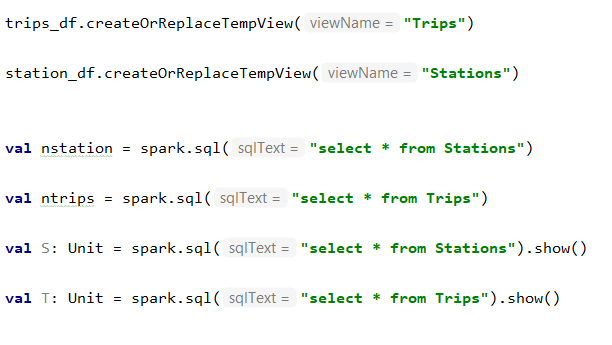 trips_df.createOrReplaceTempView( viewName = "Trips")
station_df.createOrReplaceTempView( viewName = "Stations")
val nstation = spark.sql( sqlText = "select * from Stations")
val ntrips = spark.sql( sqlText = "select * from Trips")
val S: Unit = spark.sql( sqlText = "select * from Stations").show()
val T: Unit = spark.sql( sqlText = "select * from Trips").show()